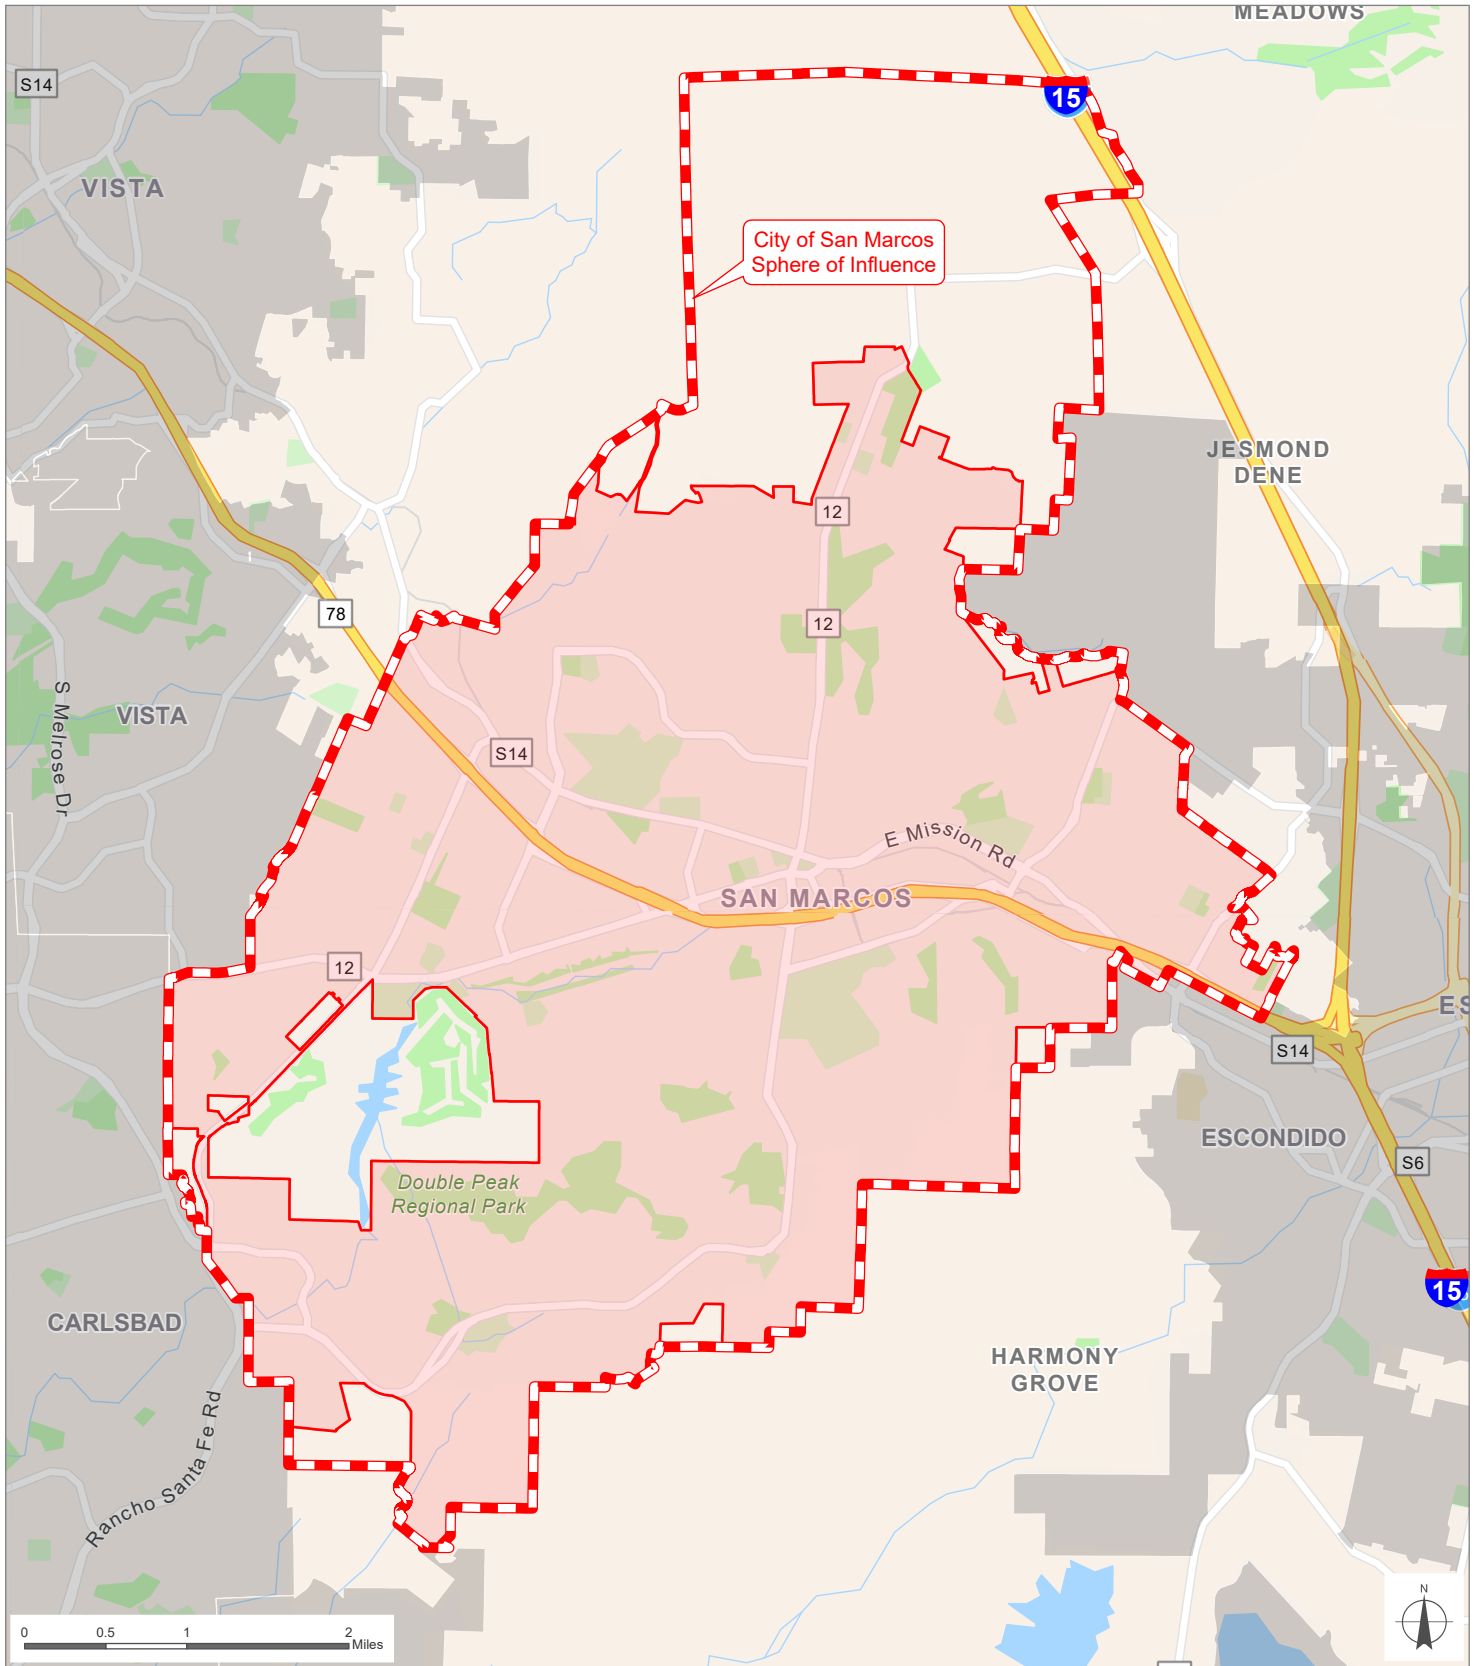 MEADOWS
S14
15
VISTA
City of San Marcos
Sphere of Influence
JESMOND
DENE
12
78
12
S Melrose Dr
VISTA
S14
E Mission Rd
SAN MARCOS
12
ES
S14
ESCONDIDO
S6
Double Peak
Regional Park
15
CARLSBAD
HARMONY
GROVE
Rancho Santa Fe Rd
N
0 0.5 1 2
Miles